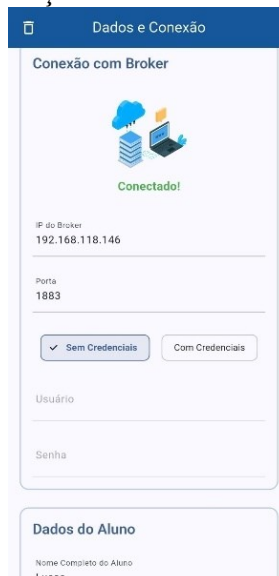 Dados e Conexão
Conexão com Broker
Conectado!
IP do Broker
192.168.118.146
Porta
1883
Sem Credenciais
Com Credenciais
Usuário
Senha
Dados do Aluno
Nome Completo do Aluno